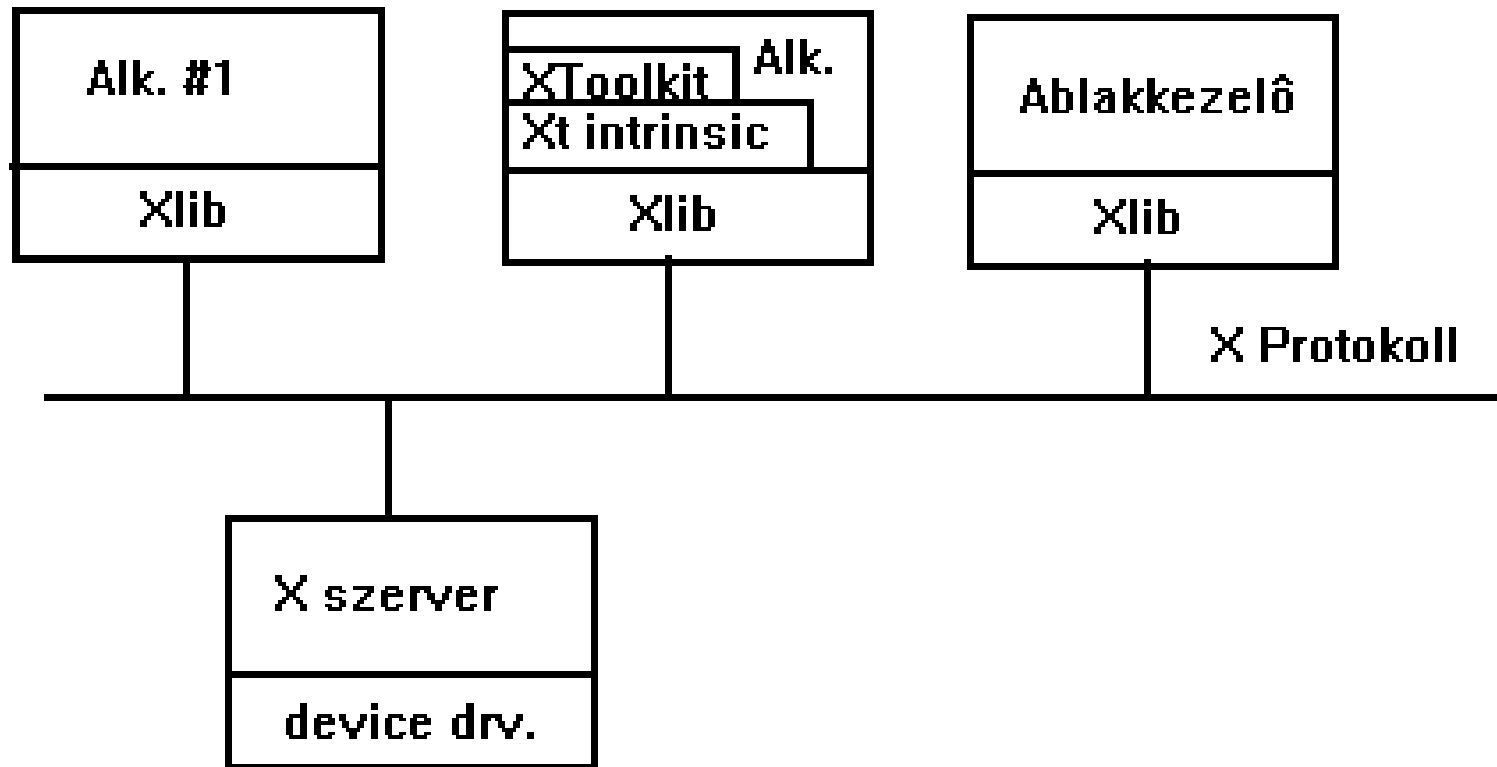 Alk. #1
Xlib
XToolkit
Alk.
Xt intrinsic
Xlib
Ablakkezelô
Xlib
X Protokoll
X szerver
device drv.